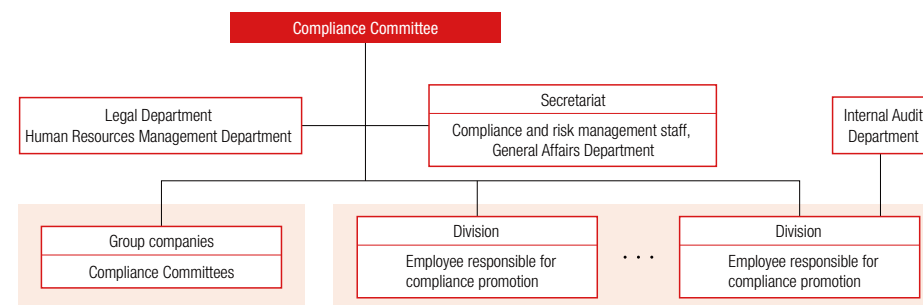 Compliance Committee
Legal Department
Human Resources Management Department
Secretariat
Compliance and risk management staff,
General Affairs Department
Internal Audit
Department
Group companies
Compliance Committees
Division
Employee responsible for
compliance promotion
. . .
Division
Employee responsible for
compliance promotion